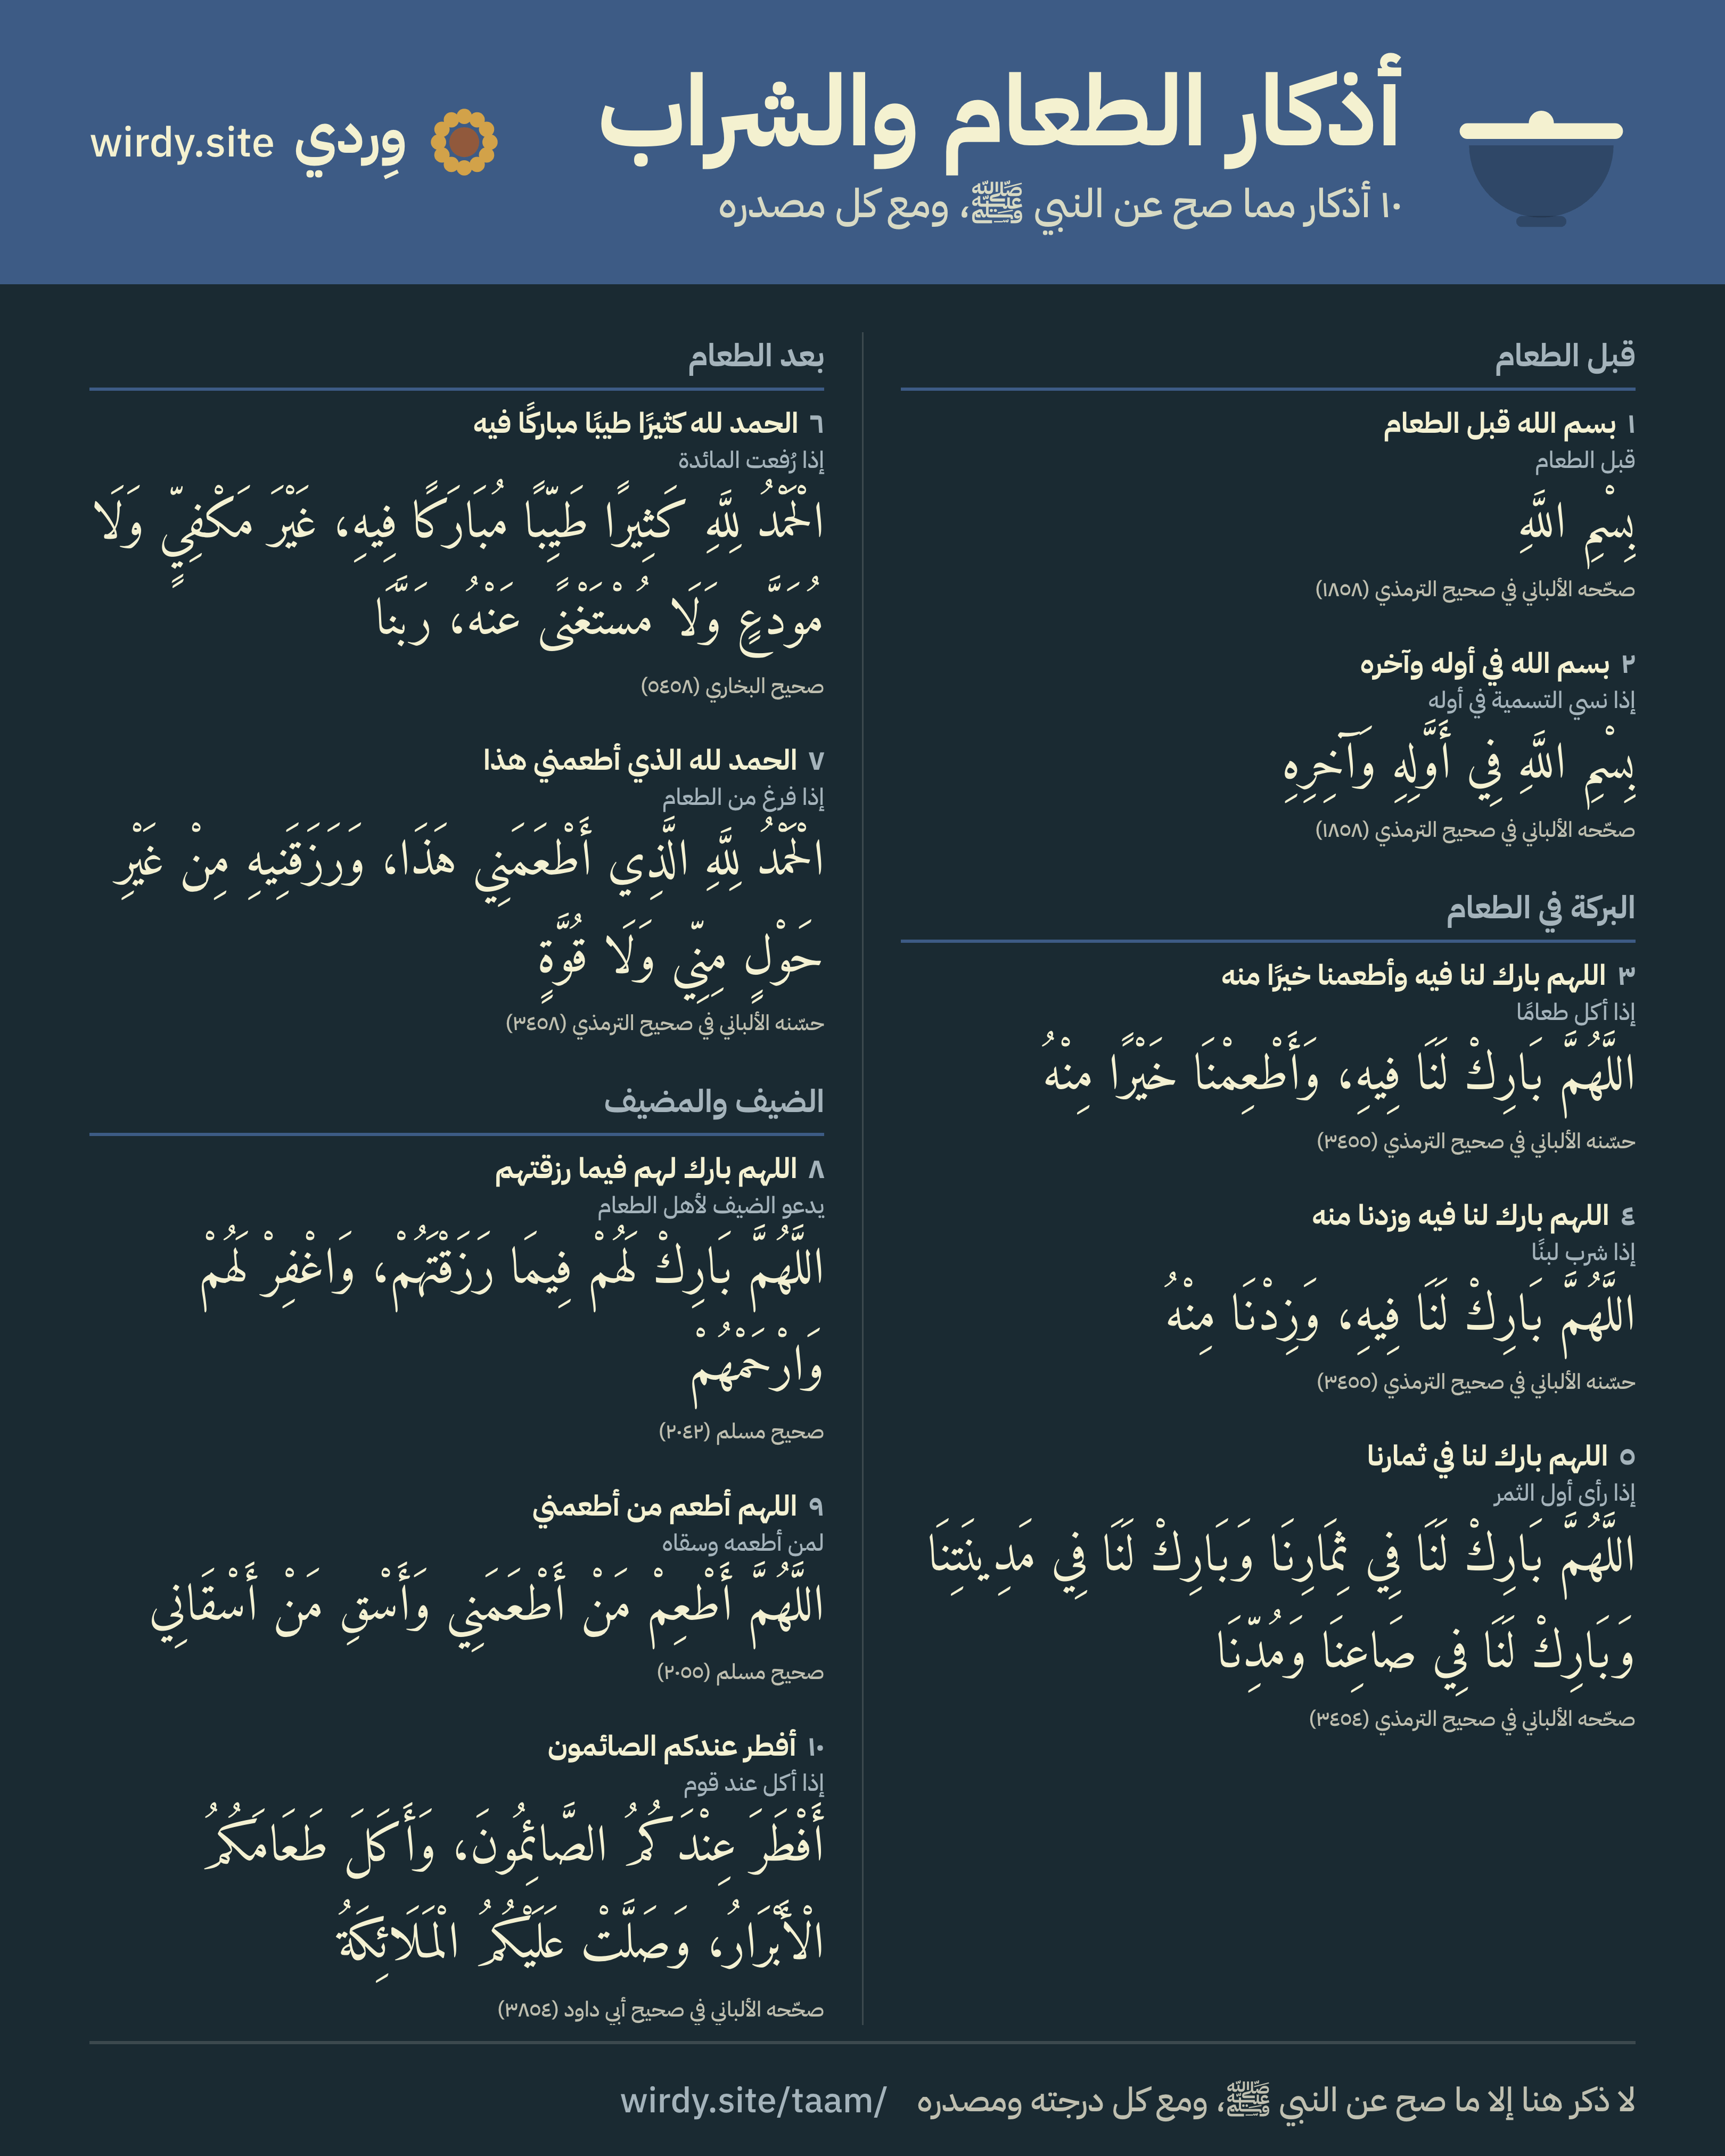 أذكار الطعام والشراب
١٠ أذكار مما صح عن النبي ﷺ، ومع كل مصدره
وِردي wirdy.site
قبل الطعام
١ بسم الله قبل الطعام
قبل الطعام
بِسْمِ اللَّهِ
صحّحه الألباني في صحيح الترمذي (١٨٥٨)
٢ بسم الله في أوله وآخره
إذا نسي التسمية في أوله
بِسْمِ اللَّهِ فِي أَوَّلِهِ وَآخِرِهِ
صحّحه الألباني في صحيح الترمذي (١٨٥٨)
البركة في الطعام
٣ اللهم بارك لنا فيه وأطعمنا خيرًا منه
إذا أكل طعامًا
اللَّهُمَّ بَارِكْ لَنَا فِيهِ، وَأَطْعِمْنَا خَيْرًا مِنْهُ
حسّنه الألباني في صحيح الترمذي (٣٤٥٥)
٤ اللهم بارك لنا فيه وزدنا منه
إذا شرب لبنًا
اللَّهُمَّ بَارِكْ لَنَا فِيهِ، وَزِدْنَا مِنْهُ
حسّنه الألباني في صحيح الترمذي (٣٤٥٥)
٥ اللهم بارك لنا في ثمارنا
إذا رأى أول الثمر
اللَّهُمَّ بَارِكْ لَنَا فِي ثِمَارِنَا وَبَارِكْ لَنَا فِي مَدِينَتِنَا
وَبَارِكْ لَنَا فِي صَاعِنَا وَمُدِّنَا
صحّحه الألباني في صحيح الترمذي (٣٤٥٤)
بعد الطعام
٦ الحمد لله كثيرًا طيبًا مباركًا فيه
إذا رُفعت المائدة
الْحَمْدُ لِلَّهِ كَثِيرًا طَيِّبًا مُبَارَكًا فِيهِ، غَيْرَ مَكْفِيٍّ وَلَا
مُوَدَّعٍ وَلَا مُسْتَغْنًى عَنْهُ، رَبَّنَا
صحيح البخاري (٥٤٥٨)
٧ الحمد لله الذي أطعمني هذا
إذا فرغ من الطعام
الْحَمْدُ لِلَّهِ الَّذِي أَطْعَمَنِي هَذَا، وَرَزَقَنِيهِ مِنْ غَيْرِ
حَوْلٍ مِنِّي وَلَا قُوَّةٍ
حسّنه الألباني في صحيح الترمذي (٣٤٥٨)
الضيف والمضيف
٨ اللهم بارك لهم فيما رزقتهم
يدعو الضيف لأهل الطعام
اللَّهُمَّ بَارِكْ لَهُمْ فِيمَا رَزَقْتَهُمْ، وَاغْفِرْ لَهُمْ
وَارْحَمْهُمْ
صحيح مسلم (٢٠٤٢)
٩ اللهم أطعم من أطعمني
لمن أطعمه وسقاه
اللَّهُمَّ أَطْعِمْ مَنْ أَطْعَمَنِي وَأَسْقِ مَنْ أَسْقَانِي
صحيح مسلم (٢٠٥٥)
١٠ أفطر عندكم الصائمون
إذا أكل عند قوم
أَفْطَرَ عِنْدَكُمُ الصَّائِمُونَ، وَأَكَلَ طَعَامَكُمُ
الْأَبْرَارُ، وَصَلَّتْ عَلَيْكُمُ الْمَلَائِكَةُ
صحّحه الألباني في صحيح أبي داود (٣٨٥٤)
لا ذكر هنا إلا ما صح عن النبي ﷺ، ومع كل درجته ومصدره wirdy.site/taam/